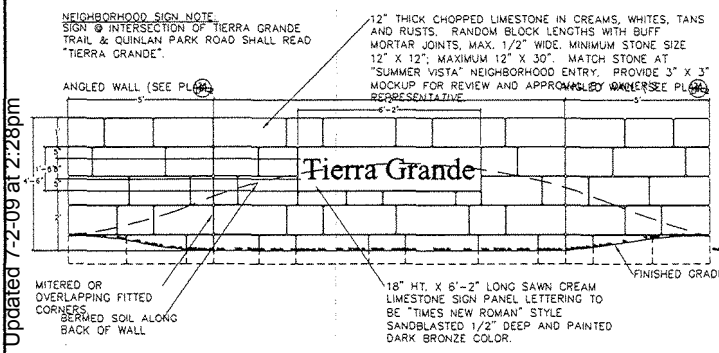 NEIGHBORHOOD SIGN NOTE
SIGN @ INTERSECTION OF TIERRA GRANDE
TRAIL & QUINLAN PARK ROAD SHALL READ
"TIERRA GRANDE".
12" THICK CHOPPED LIMESTONE IN CREAMS, WHITES, TANS
AND RUSTS. RANDOM BLOCK LENGTHS WITH BUFF
MORTAR JOINTS, MAX. 1/2" WIDE. MINIMUM STONE SIZE
12" X 12"; MAXIMUM 12" X 30". MATCH STONE AT
"SUMMER VISTA" NEIGHBORHOOD ENTRY. PROVIDE 3" X 3"
MOCKUP FOR REVIEW AND APPROVAL BY OWNERS
REPRESENTATIVE.
ANGLED WALL (SEE PLAN
ANGLED WALL (SEE PLAN
5'
6'-2"
5'
4'-6"
2'
Tierra Grande
Updated 7-2-09 at 2:28pm
MITERED OR
OVERLAPPING FITTED
CORNERS
BERMED SOIL ALONG
BACK OF WALL
18" HT. X 6'-2" LONG SAWN CREAM
LIMESTONE SIGN PANEL LETTERING TO
BE "TIMES NEW ROMAN" STYLE
SANDBLASTED 1/2" DEEP AND PAINTED
DARK BRONZE COLOR.
FINISHED GRADE